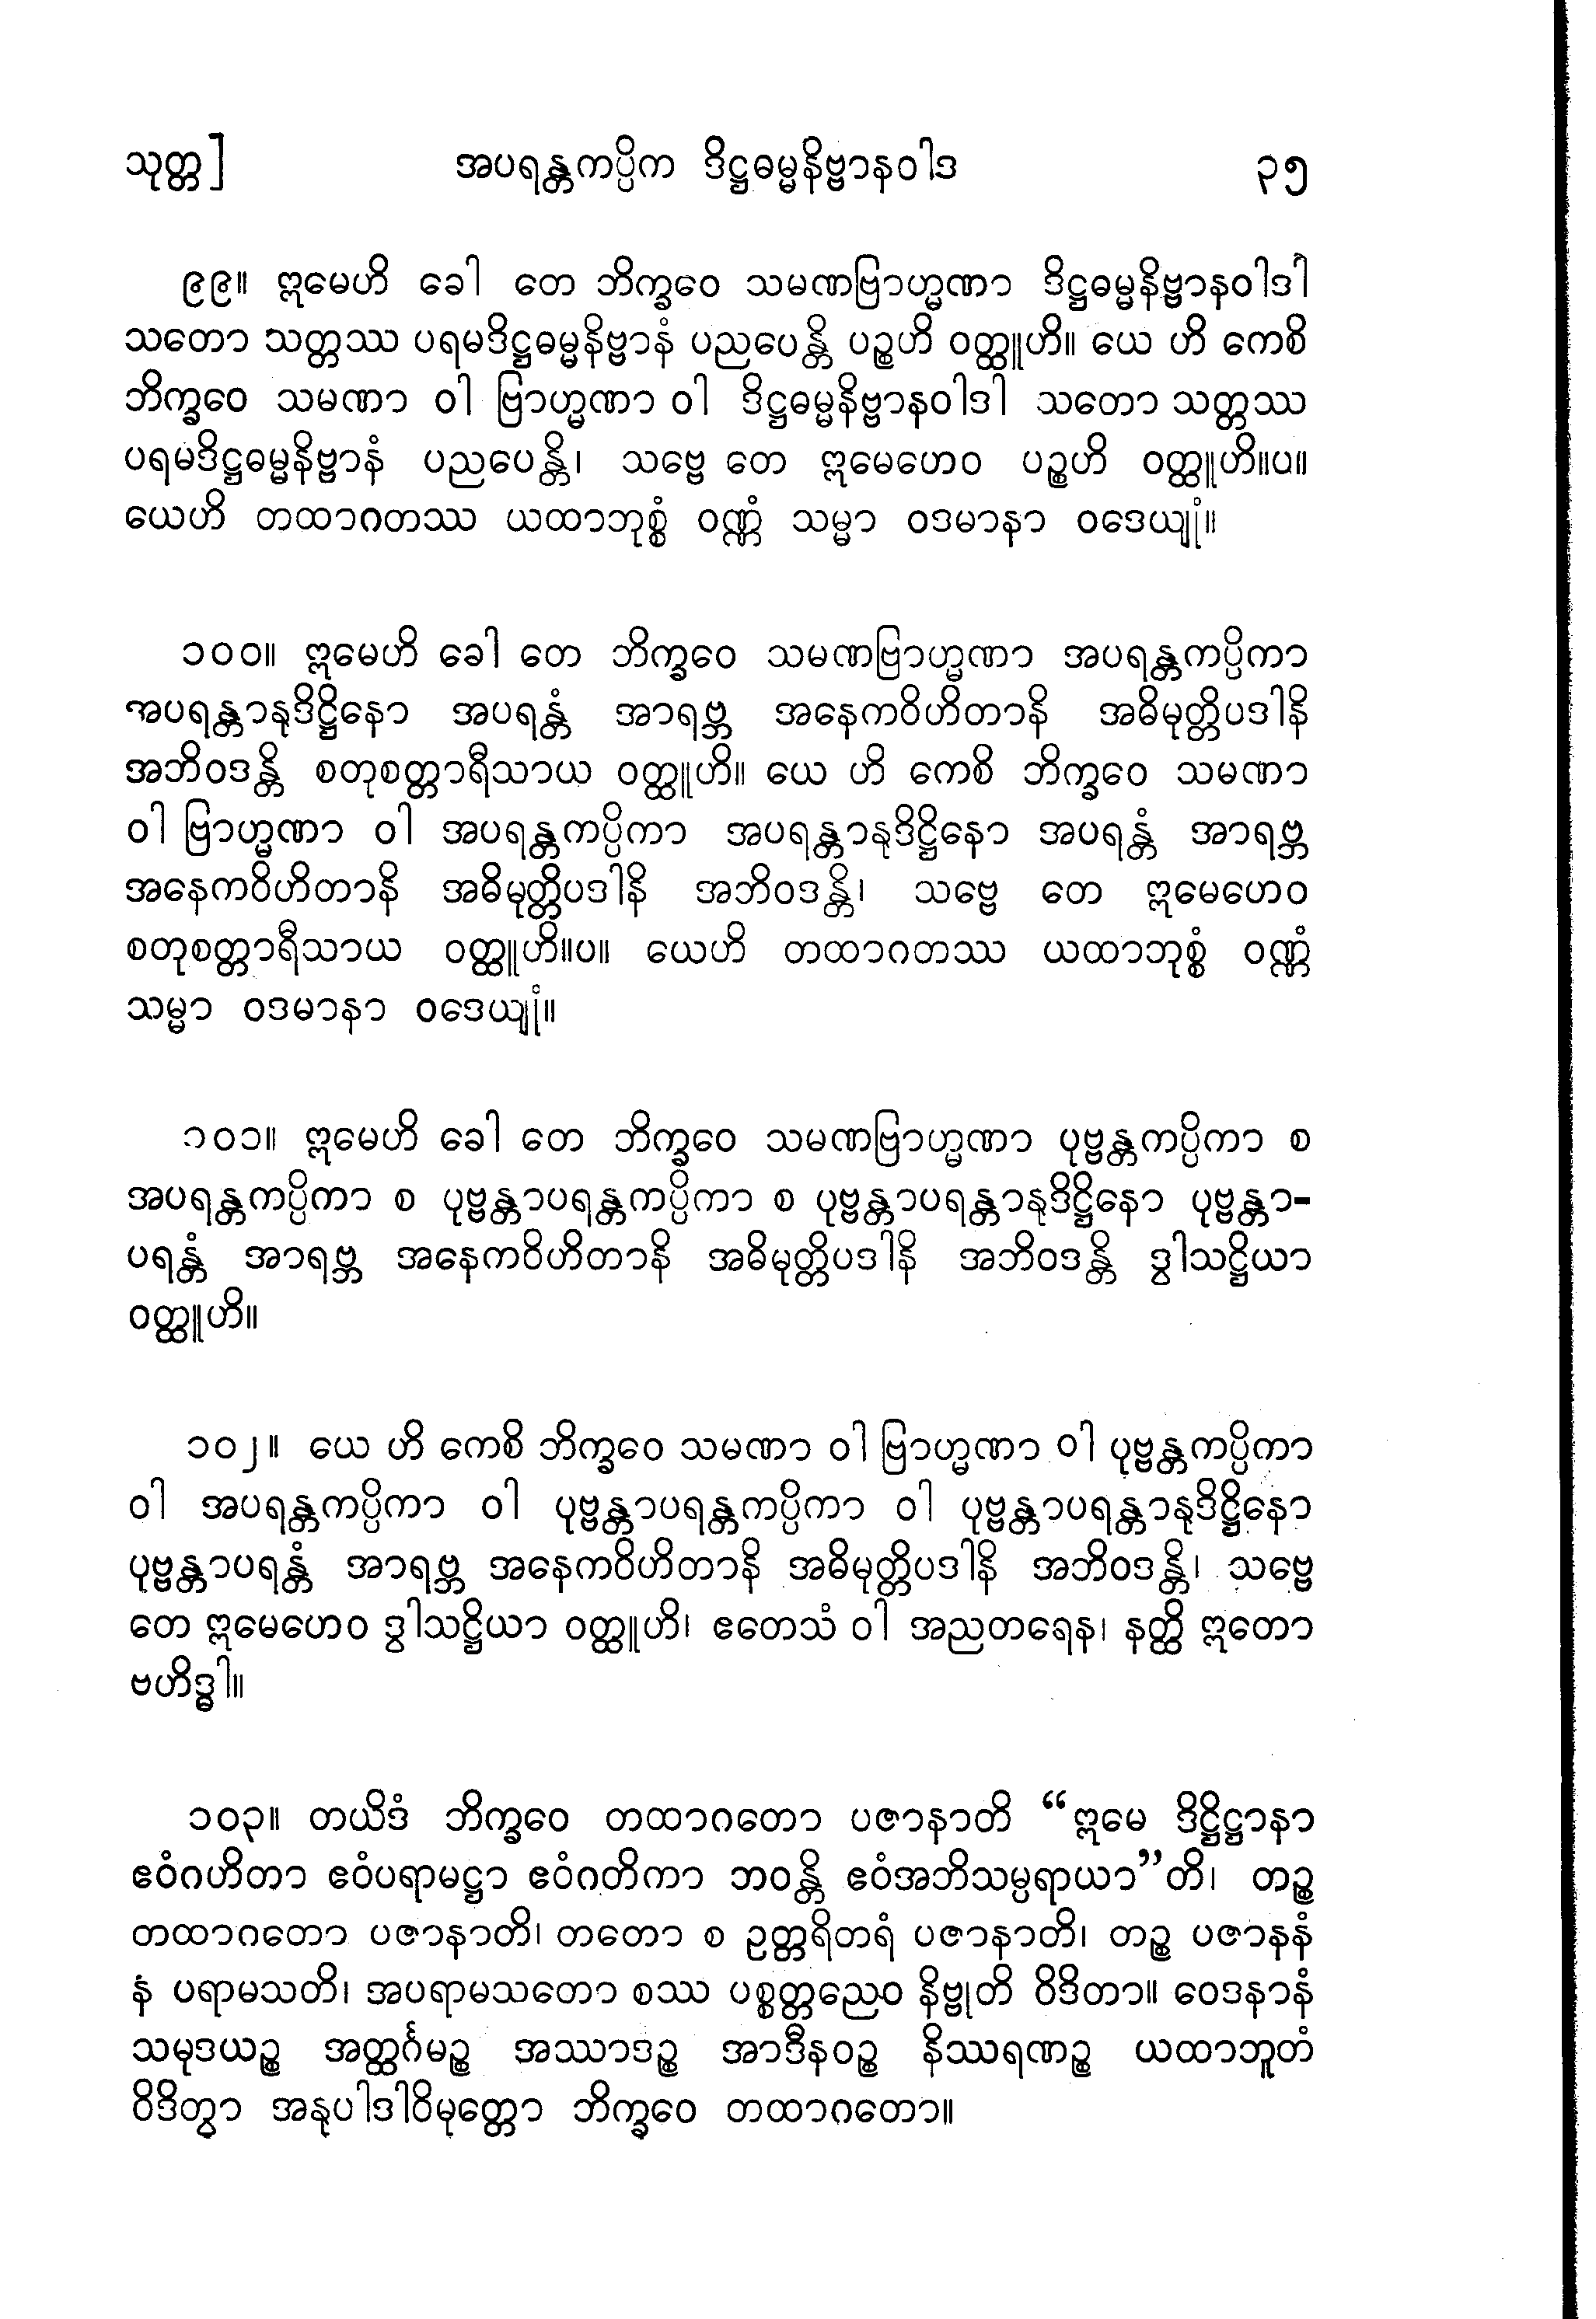 သုတ္တ] အပရန္တကပ္ပိက ဒိဋ္ဌဓမ္မနိဗ္ဗာနဝါဒ ၃၅
၉၉။ ဣမေဟိ ခေါ တေ ဘိက္ခဝေ သမဏဗြာဟ္မဏာ ဒိဋ္ဌဓမ္မနိဗ္ဗာနဝါဒါ
သတော သတ္တဿ ပရမဒိဋ္ဌဓမ္မနိဗ္ဗာနံ ပညပေန္တိ ပဉ္စဟိ ဝတ္ထူဟိ။ ယေ ဟိ ကေစိ
ဘိက္ခဝေ သမဏာ ဝါ ဗြာဟ္မဏာ ဝါ ဒိဋ္ဌဓမ္မနိဗ္ဗာနဝါဒါ သတော သတ္တဿ
ပရမဒိဋ္ဌဓမ္မနိဗ္ဗာနံ ပညပေန္တိ၊ သဗ္ဗေ တေ ဣမေဟေဝ ပဉ္စဟိ ဝတ္ထူဟိ။ပ။
ယေဟိ တထာဂတဿ ယထာဘုစ္စံ ဝဏ္ဏံ သမ္မာ ဝဒမာနာ ဝဒေယျုံ။
၁၀၀။ ဣမေဟိ ခေါ တေ ဘိက္ခဝေ သမဏဗြာဟ္မဏာ အပရန္တကပ္ပိကာ
အပရန္တာနုဒိဋ္ဌိနော အပရန္တံ အာရဗ္ဘ အနေကဝိဟိတာနိ အဓိမုတ္တိပဒါနိ
အဘိဝဒန္တိ စတုစတ္တာရီသာယ ဝတ္ထူဟိ။ ယေ ဟိ ကေစိ ဘိက္ခဝေ သမဏာ
ဝါ ဗြာဟ္မဏာ ဝါ အပရန္တကပ္ပိကာ အပရန္တာနုဒိဋ္ဌိနော အပရန္တံ အာရဗ္ဘ
အနေကဝိဟိတာနိ အဓိမုတ္တိပဒါနိ အဘိဝဒန္တိ၊ သဗ္ဗေ တေ ဣမေဟေဝ
စတုစတ္တာရီသာယ ဝတ္ထူဟိ။ပ။ ယေဟိ တထာဂတဿ ယထာဘုစ္စံ ဝဏ္ဏံ
သမ္မာ ဝဒမာနာ ဝဒေယျုံ။
၁၀၁။ ဣမေဟိ ခေါ တေ ဘိက္ခဝေ သမဏဗြာဟ္မဏာ ပုဗ္ဗန္တကပ္ပိကာ စ
အပရန္တကပ္ပိကာ စ ပုဗ္ဗန္တာပရန္တကပ္ပိကာ စ ပုဗ္ဗန္တာပရန္တာနုဒိဋ္ဌိနော ပုဗ္ဗန္တာ-
ပရန္တံ အာရဗ္ဘ အနေကဝိဟိတာနိ အဓိမုတ္တိပဒါနိ အဘိဝဒန္တိ ဒွါသဋ္ဌိယာ
ဝတ္ထူဟိ။
၁၀၂။ ယေ ဟိ ကေစိ ဘိက္ခဝေ သမဏာ ဝါ ဗြာဟ္မဏာ ဝါ ပုဗ္ဗန္တကပ္ပိကာ
ဝါ အပရန္တကပ္ပိကာ ဝါ ပုဗ္ဗန္တာပရန္တကပ္ပိကာ ဝါ ပုဗ္ဗန္တာပရန္တာနုဒိဋ္ဌိနော
ပုဗ္ဗန္တာပရန္တံ အာရဗ္ဘ အနေကဝိဟိတာနိ အဓိမုတ္တိပဒါနိ အဘိဝဒန္တိ၊ သဗ္ဗေ
တေ ဣမေဟေဝ ဒွါသဋ္ဌိယာ ဝတ္ထူဟိ၊ ဧတေသံ ဝါ အညတရေန၊ နတ္ထိ ဣတော
ဗဟိဒ္ဓါ။
၁၀၃။ တယိဒံ ဘိက္ခဝေ တထာဂတော ပဇာနာတိ “ဣမေ ဒိဋ္ဌိဋ္ဌာနာ
ဧဝံဂဟိတာ ဧဝံပရာမဋ္ဌာ ဧဝံဂတိကာ ဘဝန္တိ ဧဝံအဘိသမ္ပရာယာ”တိ၊ တဉ္စ
တထာဂတော ပဇာနာတိ၊ တတော စ ဥတ္တရိတရံ ပဇာနာတိ၊ တဉ္စ ပဇာနနံ
န ပရာမသတိ၊ အပရာမသတော စဿ ပစ္စတ္တညေဝ နိဗ္ဗုတိ ဝိဒိတာ။ ဝေဒနာနံ
သမုဒယဉ္စ အတ္ထင်္ဂမဉ္စ အဿာဒဉ္စ အာဒီနဝဉ္စ နိဿရဏဉ္စ ယထာဘူတံ
ဝိဒိတွာ အနုပါဒါဝိမုတ္တော ဘိက္ခဝေ တထာဂတော။